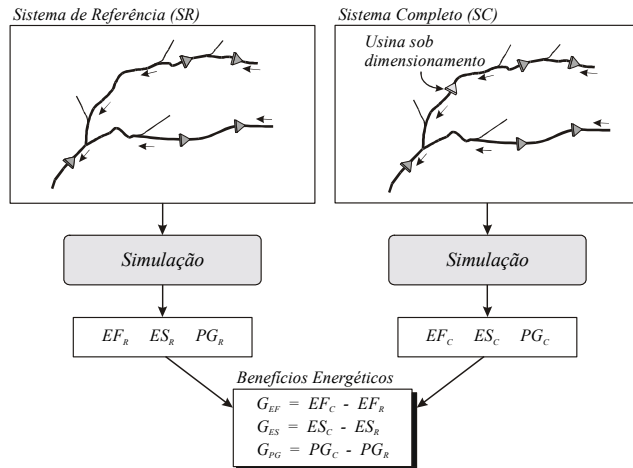 Sistema de Referência (SR)
Sistema Completo (SC)
Usina sob
dimensionamento
Simulação
Simulação
EF_R ES_R PG_R
EF_C ES_C PG_C
Benefícios Energéticos
G_EF = EF_C - EF_R
G_ES = ES_C - ES_R
G_PG = PG_C - PG_R